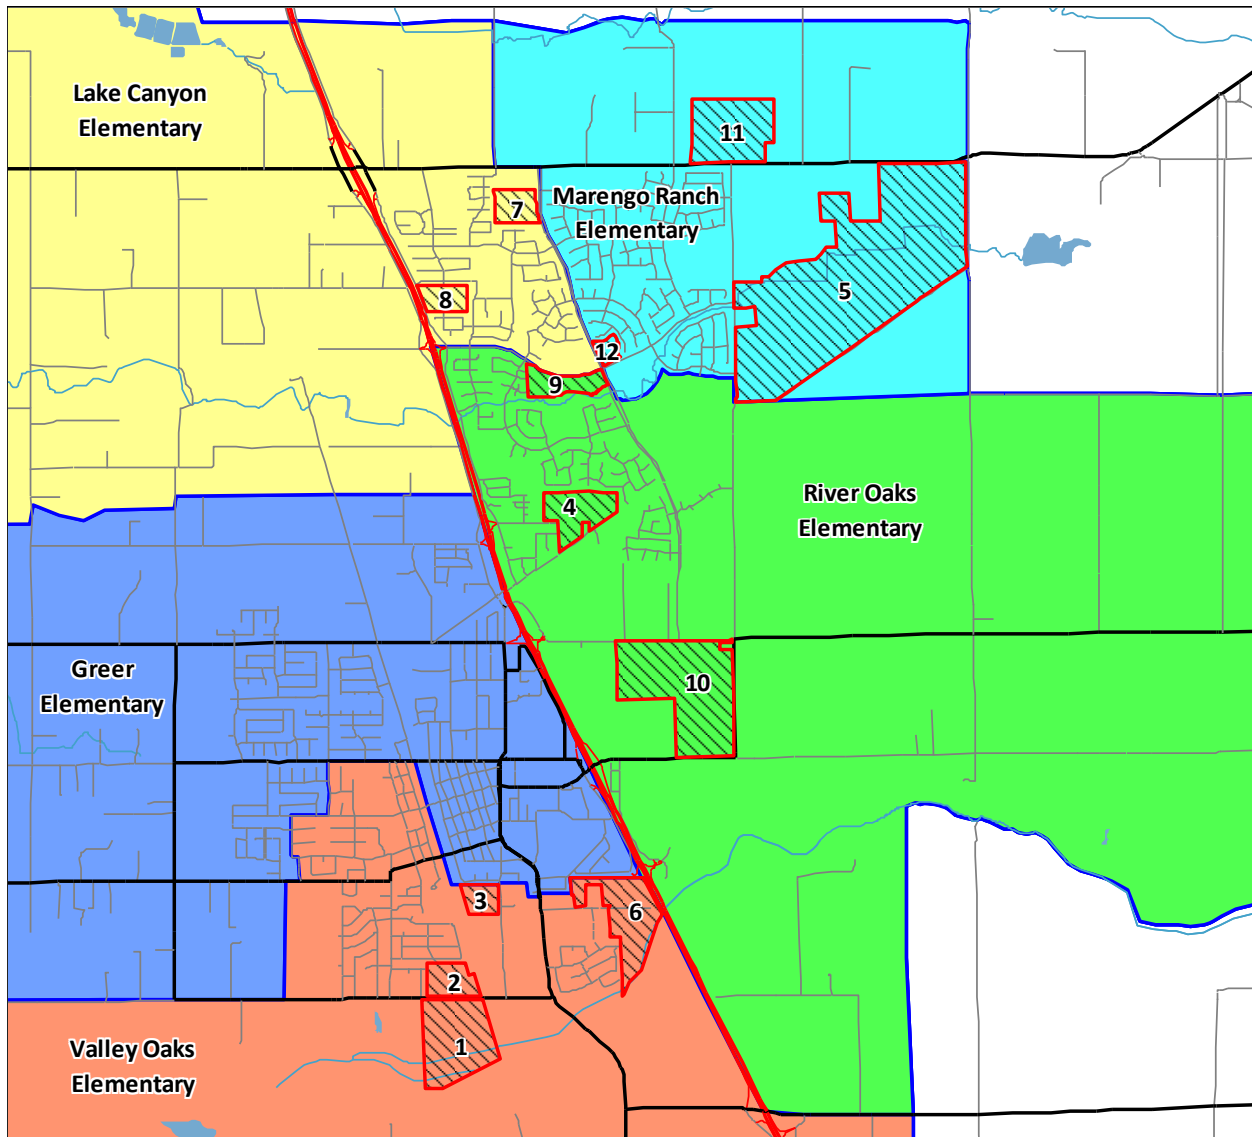 Lake Canyon
Elementary
11
Marengo Ranch
Elementary
7
5
8
12
9
River Oaks
Elementary
4
Greer
Elementary
10
3
6
2
1
Valley Oaks
Elementary